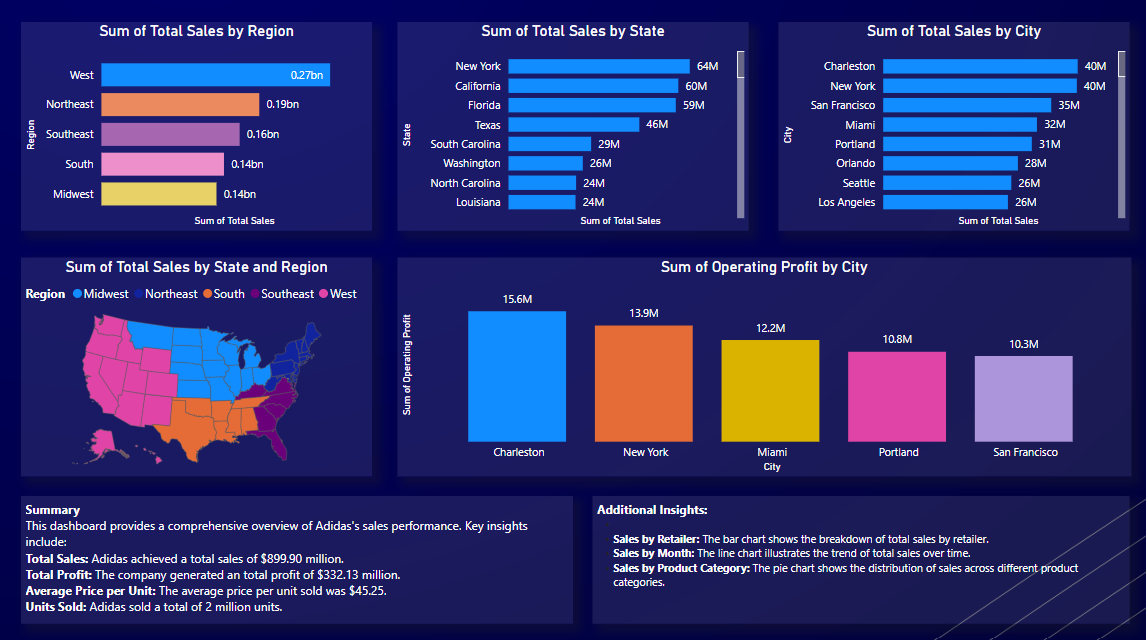 Sum of Total Sales by Region
Region
West 0.27bn
Northeast 0.19bn
Southeast 0.16bn
South 0.14bn
Midwest 0.14bn
Sum of Total Sales
Sum of Total Sales by State
State
New York 64M
California 60M
Florida 59M
Texas 46M
South Carolina 29M
Washington 26M
North Carolina 24M
Louisiana 24M
Sum of Total Sales
Sum of Total Sales by City
City
Charleston 40M
New York 40M
San Francisco 35M
Miami 32M
Portland 31M
Orlando 28M
Seattle 26M
Los Angeles 26M
Sum of Total Sales
Sum of Total Sales by State and Region
Region Midwest Northeast South Southeast West
Sum of Operating Profit by City
Sum of Operating Profit
15.6M 13.9M 12.2M 10.8M 10.3M
Charleston New York Miami Portland San Francisco
City
Summary
This dashboard provides a comprehensive overview of Adidas's sales performance. Key insights
include:
Total Sales: Adidas achieved a total sales of $899.90 million.
Total Profit: The company generated an total profit of $332.13 million.
Average Price per Unit: The average price per unit sold was $45.25.
Units Sold: Adidas sold a total of 2 million units.
Additional Insights:
Sales by Retailer: The bar chart shows the breakdown of total sales by retailer.
Sales by Month: The line chart illustrates the trend of total sales over time.
Sales by Product Category: The pie chart shows the distribution of sales across different product
categories.